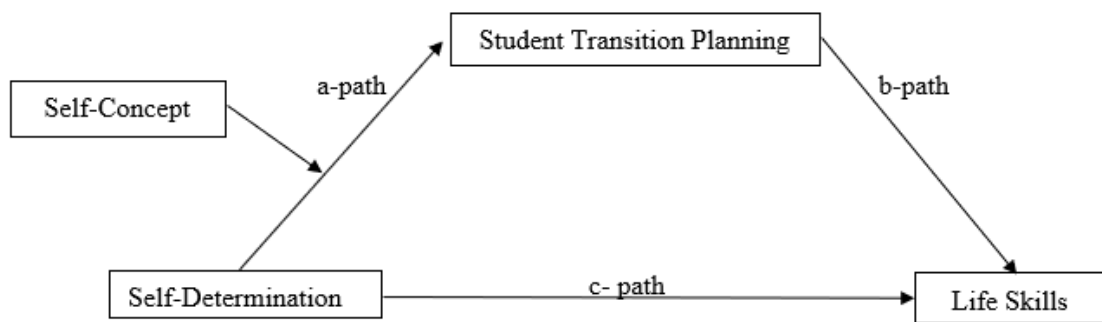 Student Transition Planning
a-path
b-path
Self-Concept
c- path
Self-Determination
Life Skills